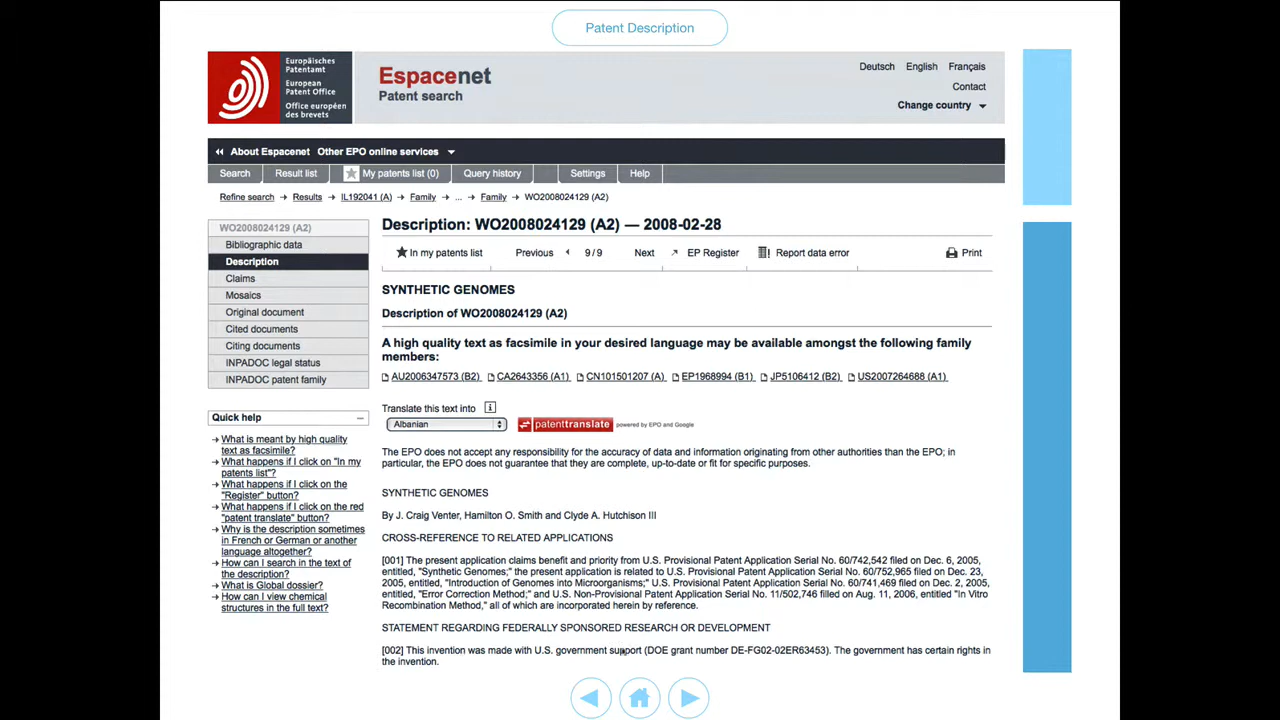 Patent Description
Europäisches
Patentamt
European
Patent Office
Office européen
des brevets
Espacenet
Patent search
Deutsch English Français
Contact
Change country
About Espacenet Other EPO online services
Search Result list My patents list (0) Query history Settings Help
Refine search → Results → IL192041 (A) → Family → ... → Family → WO2008024129 (A2)
WO2008024129 (A2)
Bibliographic data
Description
Claims
Mosaics
Original document
Cited documents
Citing documents
INPADOC legal status
INPADOC patent family
Quick help
→ What is meant by high quality
text as facsimile?
→ What happens if I click on "In my
patents list"?
→ What happens if I click on the
"Register" button?
→ What happens if I click on the red
"patent translate" button?
→ Why is the description sometimes
in French or German or another
language altogether?
→ How can I search in the text of
the description?
→ What is Global dossier?
→ How can I view chemical
structures in the full text?
Description: WO2008024129 (A2) — 2008-02-28
In my patents list Previous 9/9 Next EP Register Report data error Print
SYNTHETIC GENOMES
Description of WO2008024129 (A2)
A high quality text as facsimile in your desired language may be available amongst the following family
members:
AU2006347573 (B2) CA2643356 (A1) CN101501207 (A) EP1968994 (B1) JP5106412 (B2) US2007264688 (A1)
Translate this text into i
Albanian patenttranslate powered by EPO and Google
The EPO does not accept any responsibility for the accuracy of data and information originating from other authorities than the EPO; in
particular, the EPO does not guarantee that they are complete, up-to-date or fit for specific purposes.
SYNTHETIC GENOMES
By J. Craig Venter, Hamilton O. Smith and Clyde A. Hutchison III
CROSS-REFERENCE TO RELATED APPLICATIONS
[001] The present application claims benefit and priority from U.S. Provisional Patent Application Serial No. 60/742,542 filed on Dec. 6, 2005,
entitled, "Synthetic Genomes;" the present application is related to U.S. Provisional Patent Application Serial No. 60/752,965 filed on Dec. 23,
2005, entitled, "Introduction of Genomes into Microorganisms;" U.S. Provisional Patent Application Serial No. 60/741,469 filed on Dec. 2, 2005,
entitled, "Error Correction Method;" and U.S. Non-Provisional Patent Application Serial No. 11/502,746 filed on Aug. 11, 2006, entitled "In Vitro
Recombination Method," all of which are incorporated herein by reference.
STATEMENT REGARDING FEDERALLY SPONSORED RESEARCH OR DEVELOPMENT
[002] This invention was made with U.S. government support (DOE grant number DE-FG02-02ER63453). The government has certain rights in
the invention.